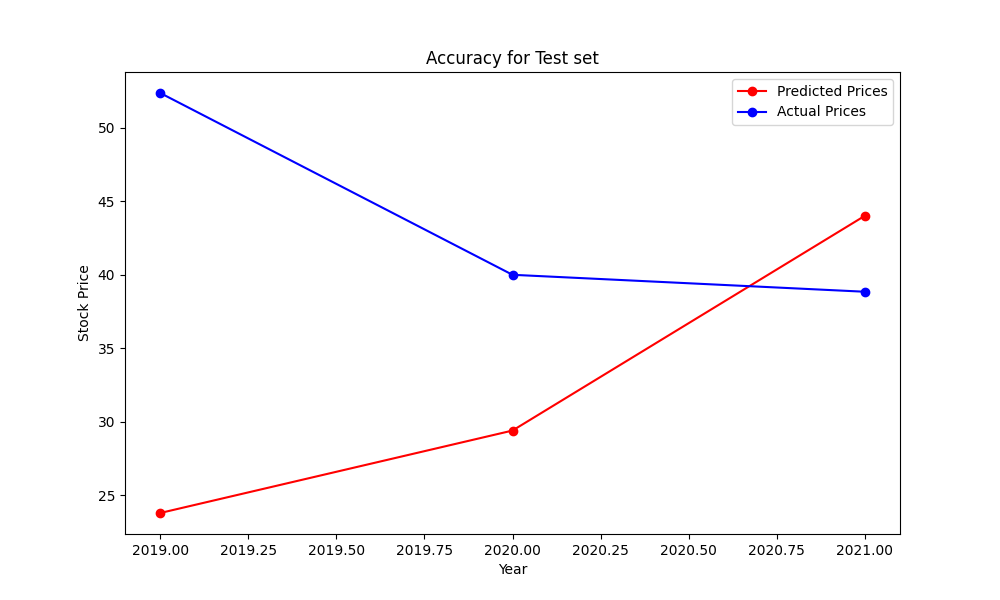 Accuracy for Test set
Predicted Prices
Actual Prices
Stock Price
50
45
40
35
30
25
2019.00 2019.25 2019.50 2019.75 2020.00 2020.25 2020.50 2020.75 2021.00
Year